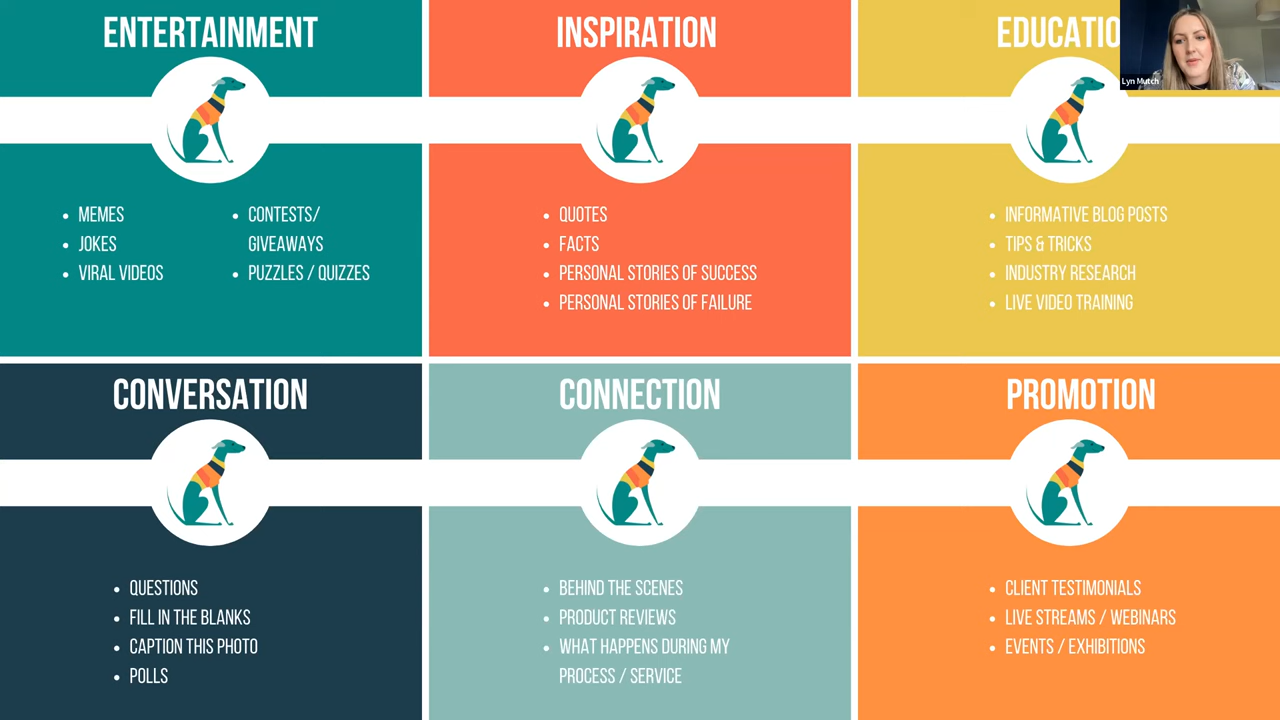 ENTERTAINMENT
MEMES
JOKES
VIRAL VIDEOS
CONTESTS/
GIVEAWAYS
PUZZLES / QUIZZES
INSPIRATION
QUOTES
FACTS
PERSONAL STORIES OF SUCCESS
PERSONAL STORIES OF FAILURE
EDUCATIO
Lyn Mutch
INFORMATIVE BLOG POSTS
TIPS & TRICKS
INDUSTRY RESEARCH
LIVE VIDEO TRAINING
CONVERSATION
QUESTIONS
FILL IN THE BLANKS
CAPTION THIS PHOTO
POLLS
CONNECTION
BEHIND THE SCENES
PRODUCT REVIEWS
WHAT HAPPENS DURING MY
PROCESS / SERVICE
PROMOTION
CLIENT TESTIMONIALS
LIVE STREAMS / WEBINARS
EVENTS / EXHIBITIONS